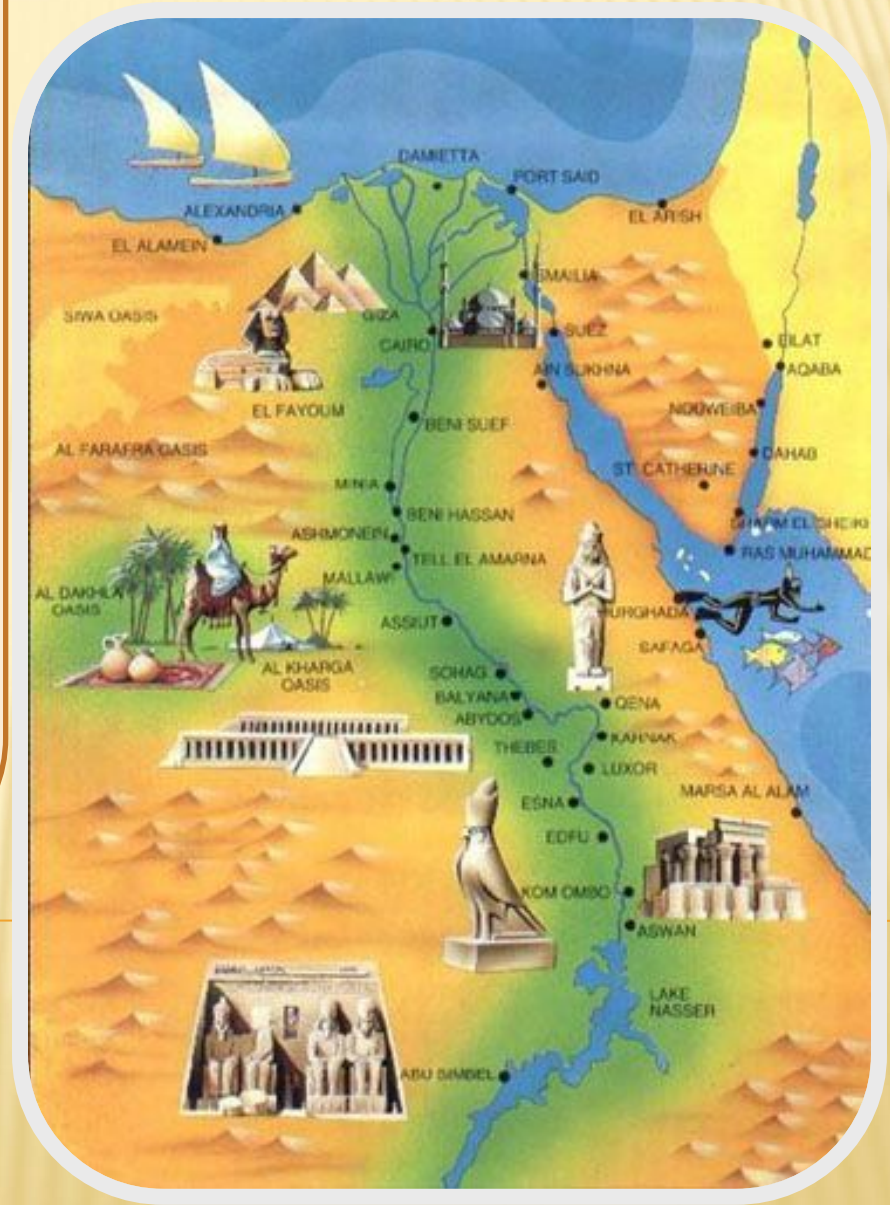 DAMIETTA
PORT SAID
ALEXANDRIA
EL ARISH
EL ALAMEIN
ISMAILIA
SIWA OASIS
GIZA
CAIRO
SUEZ
EILAT
AIN SUKHNA
AQABA
EL FAYOUM
NOUWEIBA
BENI SUEF
AL FARAFRA OASIS
DAHAB
ST. CATHERINE
MINIA
BENI HASSAN
SHARM EL SHEIKH
ASHMONEIN
RAS MUHAMMAD
TELL EL AMARNA
MALLAWI
AL DAKHLA
OASIS
HURGHADA
ASSIUT
SAFAGA
SOHAG
AL KHARGA
OASIS
BALYANA
QENA
ABYDOS
KARNAK
THEBES
LUXOR
MARSA AL ALAM
ESNA
EDFU
KOM OMBO
ASWAN
LAKE
NASSER
ABU SIMBEL